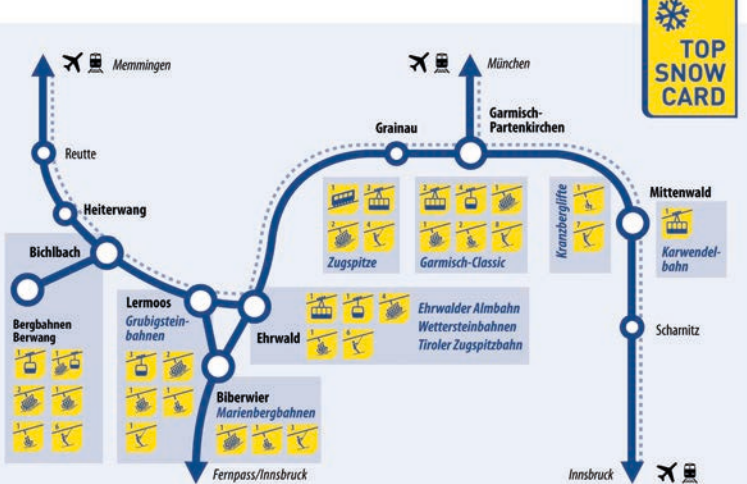 TOP
SNOW
CARD
Memmingen
München
Reutte
Grainau
Garmisch-
Partenkirchen
Heiterwang
Mittenwald
Bichlbach
Zugspitze
Garmisch-Classic
Kranzberglifte
Karwendel-
bahn
Lermoos
Grubigstein-
bahnen
Ehrwald
Ehrwalder Almbahn
Wettersteinbahnen
Tiroler Zugspitzbahn
Scharnitz
Bergbahnen
Berwang
Biberwier
Marienbergbahnen
Fernpass/Innsbruck
Innsbruck